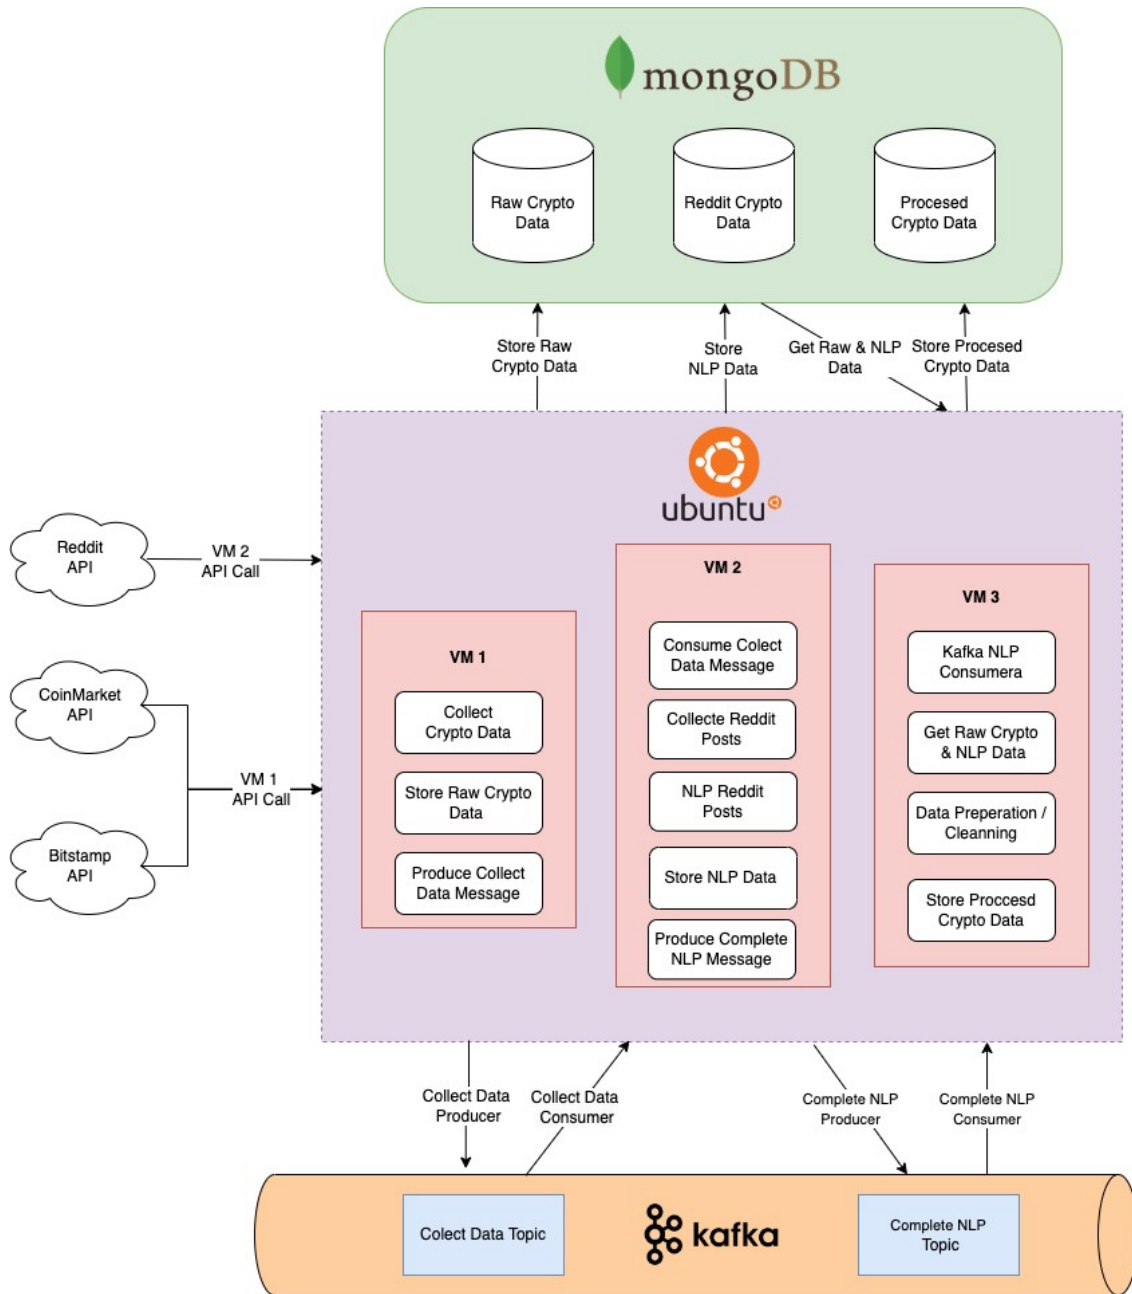 mongoDB
Raw Crypto
Data
Reddit Crypto
Data
Procesed
Crypto Data
Store Raw
Crypto Data
Store
NLP Data
Get Raw & NLP
Data
Store Procesed
Crypto Data
ubuntu
Reddit
API
VM 2
API Call
CoinMarket
API
VM 1
API Call
Bitstamp
API
VM 1
Collect
Crypto Data
Store Raw Crypto
Data
Produce Collect
Data Message
VM 2
Consume Colect
Data Message
Collecte Reddit
Posts
NLP Reddit
Posts
Store NLP Data
Produce Complete
NLP Message
VM 3
Kafka NLP
Consumera
Get Raw Crypto
& NLP Data
Data Preperation /
Cleanning
Store Proccesd
Crypto Data
Collect Data
Producer
Collect Data
Consumer
Complete NLP
Producer
Complete NLP
Consumer
Colect Data Topic
kafka
Complete NLP
Topic